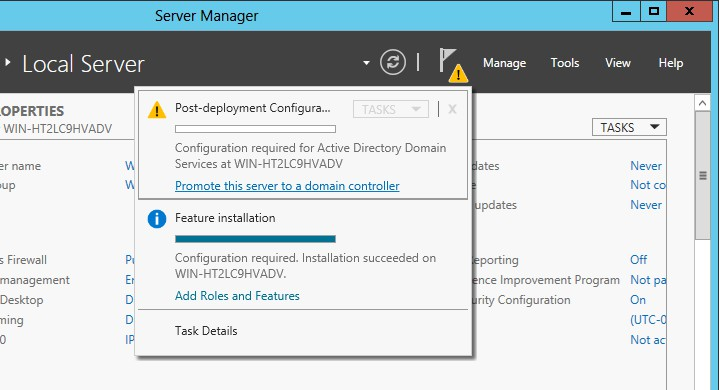 Server Manager
Local Server
Manage Tools View Help
Post-deployment Configura... TASKS x
Configuration required for Active Directory Domain
Services at WIN-HT2LC9HVADV
Promote this server to a domain controller
Feature installation
Configuration required. Installation succeeded on
WIN-HT2LC9HVADV.
Add Roles and Features
Task Details
OPERTIES
WIN-HT2LC9HVADV
TASKS
er name W
oup W
s Firewall Pu
management En
Desktop D
ming D
0 IP
dates Never
Not co
updates Never
eporting Off
ence Improvement Program Not pa
urity Configuration On
(UTC-0
Not ac